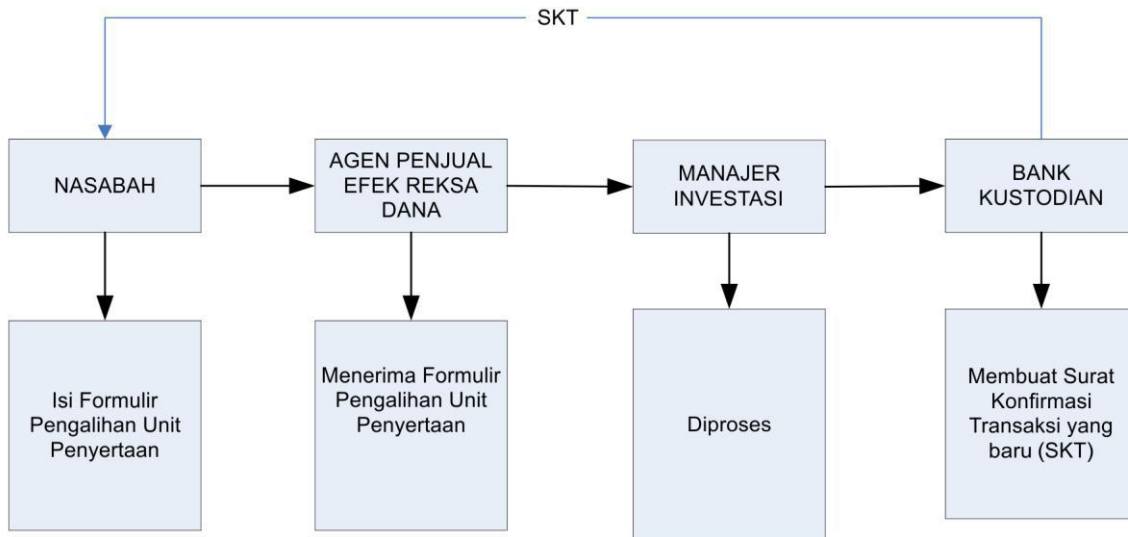 SKT
NASABAH
AGEN PENJUAL
EFEK REKSA
DANA
MANAJER
INVESTASI
BANK
KUSTODIAN
Isi Formulir
Pengalihan Unit
Penyertaan
Menerima Formulir
Pengalihan Unit
Penyertaan
Diproses
Membuat Surat
Konfirmasi
Transaksi yang
baru (SKT)